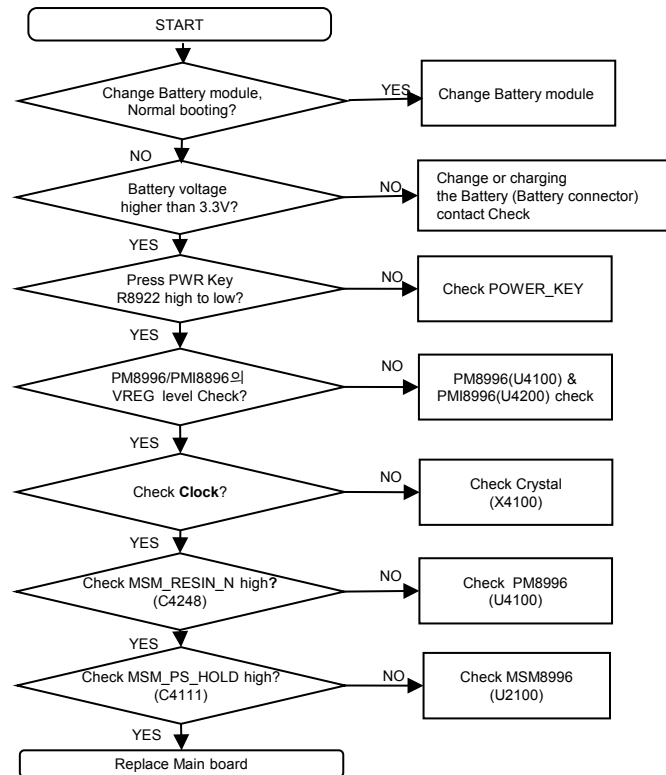 START
Change Battery module,
Normal booting?
YES
Change Battery module
NO
Battery voltage
higher than 3.3V?
NO
Change or charging
the Battery (Battery connector)
contact Check
YES
Press PWR Key
R8922 high to low?
NO
Check POWER_KEY
YES
PM8996/PMI8896의
VREG level Check?
NO
PM8996(U4100) &
PMI8996(U4200) check
YES
Check Clock?
NO
Check Crystal
(X4100)
YES
Check MSM_RESIN_N high?
(C4248)
NO
Check PM8996
(U4100)
YES
Check MSM_PS_HOLD high?
(C4111)
NO
Check MSM8996
(U2100)
YES
Replace Main board